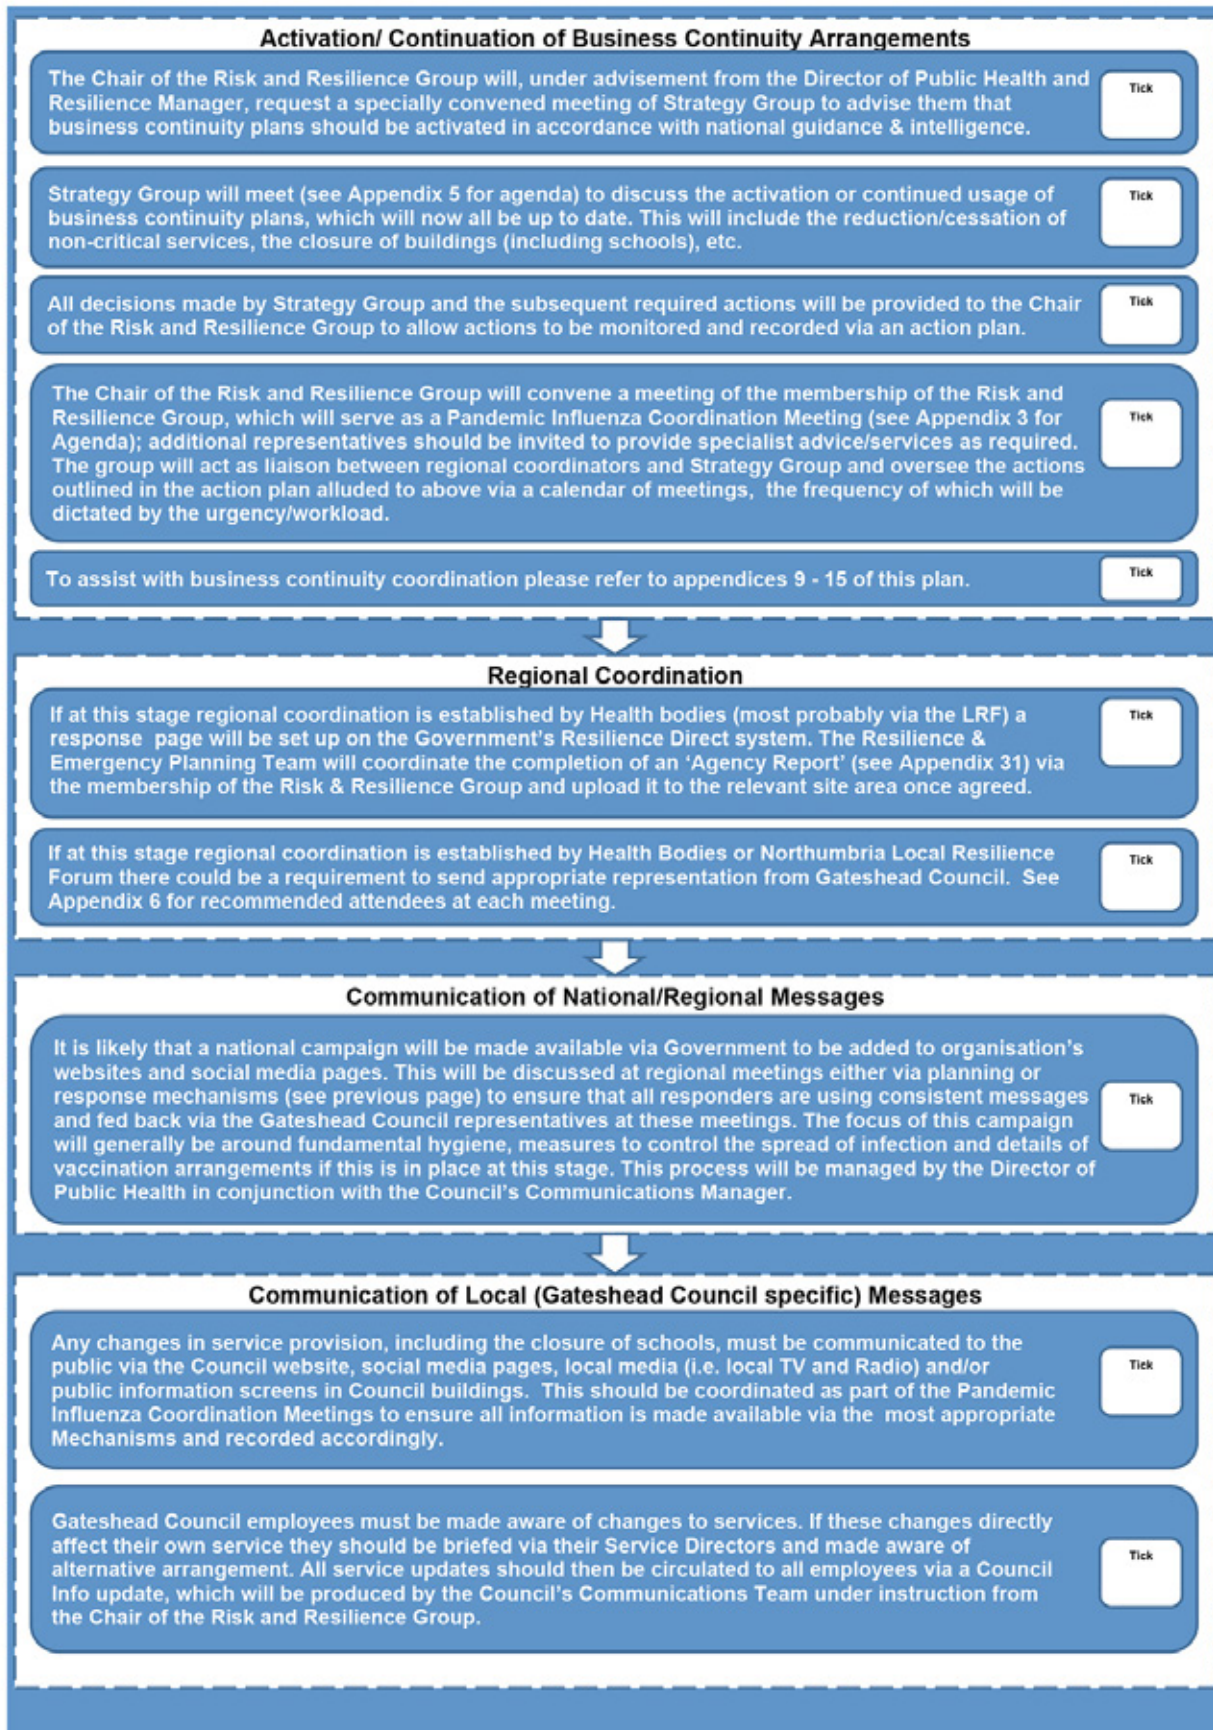 Activation/ Continuation of Business Continuity Arrangements
The Chair of the Risk and Resilience Group will, under advisement from the Director of Public Health and
Resilience Manager, request a specially convened meeting of Strategy Group to advise them that
business continuity plans should be activated in accordance with national guidance & intelligence.
Tick
Strategy Group will meet (see Appendix 5 for agenda) to discuss the activation or continued usage of
business continuity plans, which will now all be up to date. This will include the reduction/cessation of
non-critical services, the closure of buildings (including schools), etc.
Tick
All decisions made by Strategy Group and the subsequent required actions will be provided to the Chair
of the Risk and Resilience Group to allow actions to be monitored and recorded via an action plan.
Tick
The Chair of the Risk and Resilience Group will convene a meeting of the membership of the Risk and
Resilience Group, which will serve as a Pandemic Influenza Coordination Meeting (see Appendix 3 for
Agenda); additional representatives should be invited to provide specialist advice/services as required.
The group will act as liaison between regional coordinators and Strategy Group and oversee the actions
outlined in the action plan alluded to above via a calendar of meetings, the frequency of which will be
dictated by the urgency/workload.
Tick
To assist with business continuity coordination please refer to appendices 9 - 15 of this plan.
Tick
Regional Coordination
If at this stage regional coordination is established by Health bodies (most probably via the LRF) a
response page will be set up on the Government's Resilience Direct system. The Resilience &
Emergency Planning Team will coordinate the completion of an 'Agency Report' (see Appendix 31) via
the membership of the Risk & Resilience Group and upload it to the relevant site area once agreed.
Tick
If at this stage regional coordination is established by Health Bodies or Northumbria Local Resilience
Forum there could be a requirement to send appropriate representation from Gateshead Council. See
Appendix 6 for recommended attendees at each meeting.
Tick
Communication of National/Regional Messages
It is likely that a national campaign will be made available via Government to be added to organisation's
websites and social media pages. This will be discussed at regional meetings either via planning or
response mechanisms (see previous page) to ensure that all responders are using consistent messages
and fed back via the Gateshead Council representatives at these meetings. The focus of this campaign
will generally be around fundamental hygiene, measures to control the spread of infection and details of
vaccination arrangements if this is in place at this stage. This process will be managed by the Director of
Public Health in conjunction with the Council's Communications Manager.
Tick
Communication of Local (Gateshead Council specific) Messages
Any changes in service provision, including the closure of schools, must be communicated to the
public via the Council website, social media pages, local media (i.e. local TV and Radio) and/or
public information screens in Council buildings. This should be coordinated as part of the Pandemic
Influenza Coordination Meetings to ensure all information is made available via the most appropriate
Mechanisms and recorded accordingly.
Tick
Gateshead Council employees must be made aware of changes to services. If these changes directly
affect their own service they should be briefed via their Service Directors and made aware of
alternative arrangement. All service updates should then be circulated to all employees via a Council
Info update, which will be produced by the Council's Communications Team under instruction from
the Chair of the Risk and Resilience Group.
Tick